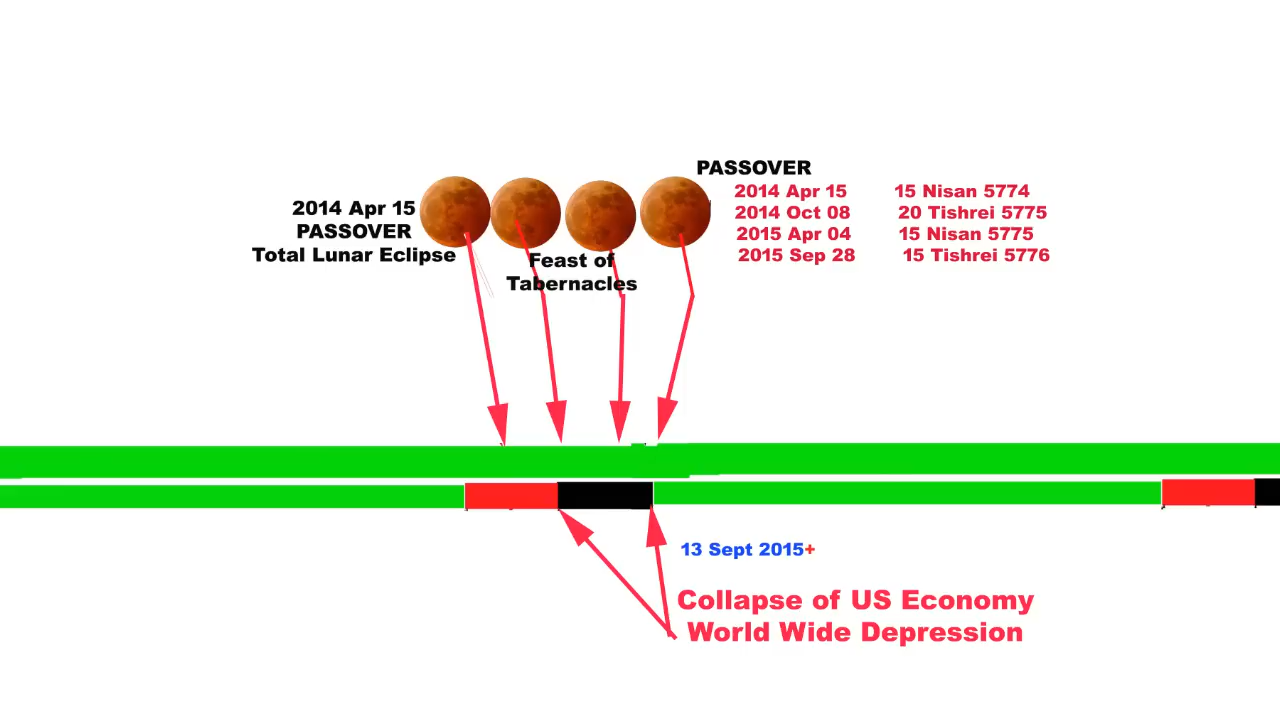 PASSOVER
2014 Apr 15 15 Nisan 5774
2014 Oct 08 20 Tishrei 5775
2015 Apr 04 15 Nisan 5775
2015 Sep 28 15 Tishrei 5776
2014 Apr 15
PASSOVER
Total Lunar Eclipse
Feast of
Tabernacles
13 Sept 2015+
Collapse of US Economy
World Wide Depression